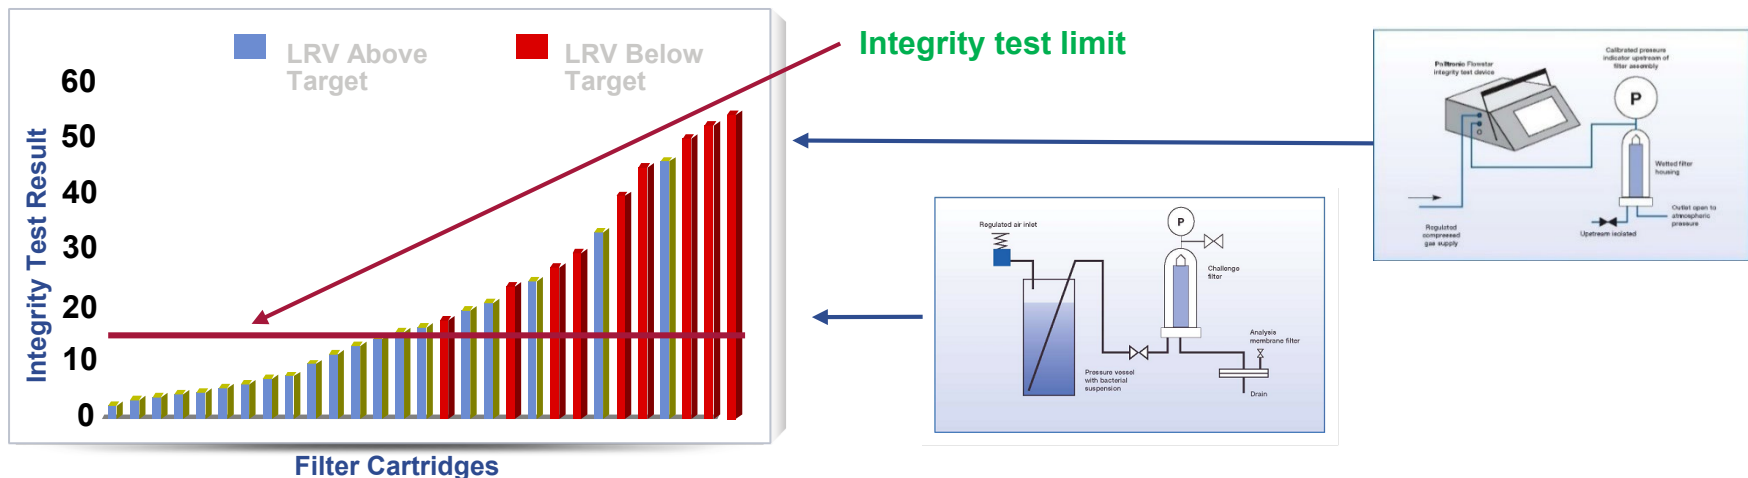 LRV Above
Target
LRV Below
Target
Integrity test limit
60
50
40
30
20
10
0
Integrity Test Result
Filter Cartridges
Regulated air inlet
P
Challenge
filter
Pressure vessel
with bacterial
suspension
Analysis
membrane filter
Drain
Palltronic Flowstar
integrity test device
Calibrated pressure
indicator upstream of
filter assembly
P
Wetted filter
housing
Outlet open to
atmospheric
pressure
Upstream isolated
Regulated
compressed
gas supply